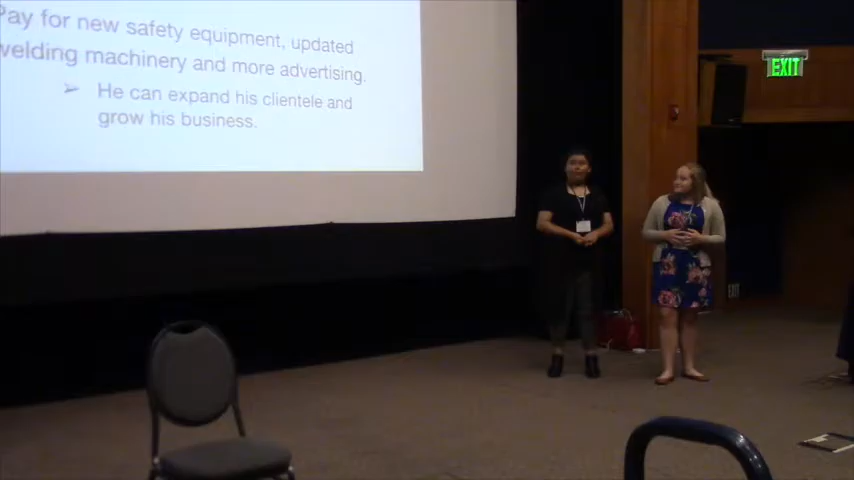 Pay for new safety equipment, updated
welding machinery and more advertising.
➢ He can expand his clientele and
grow his business.
EXIT